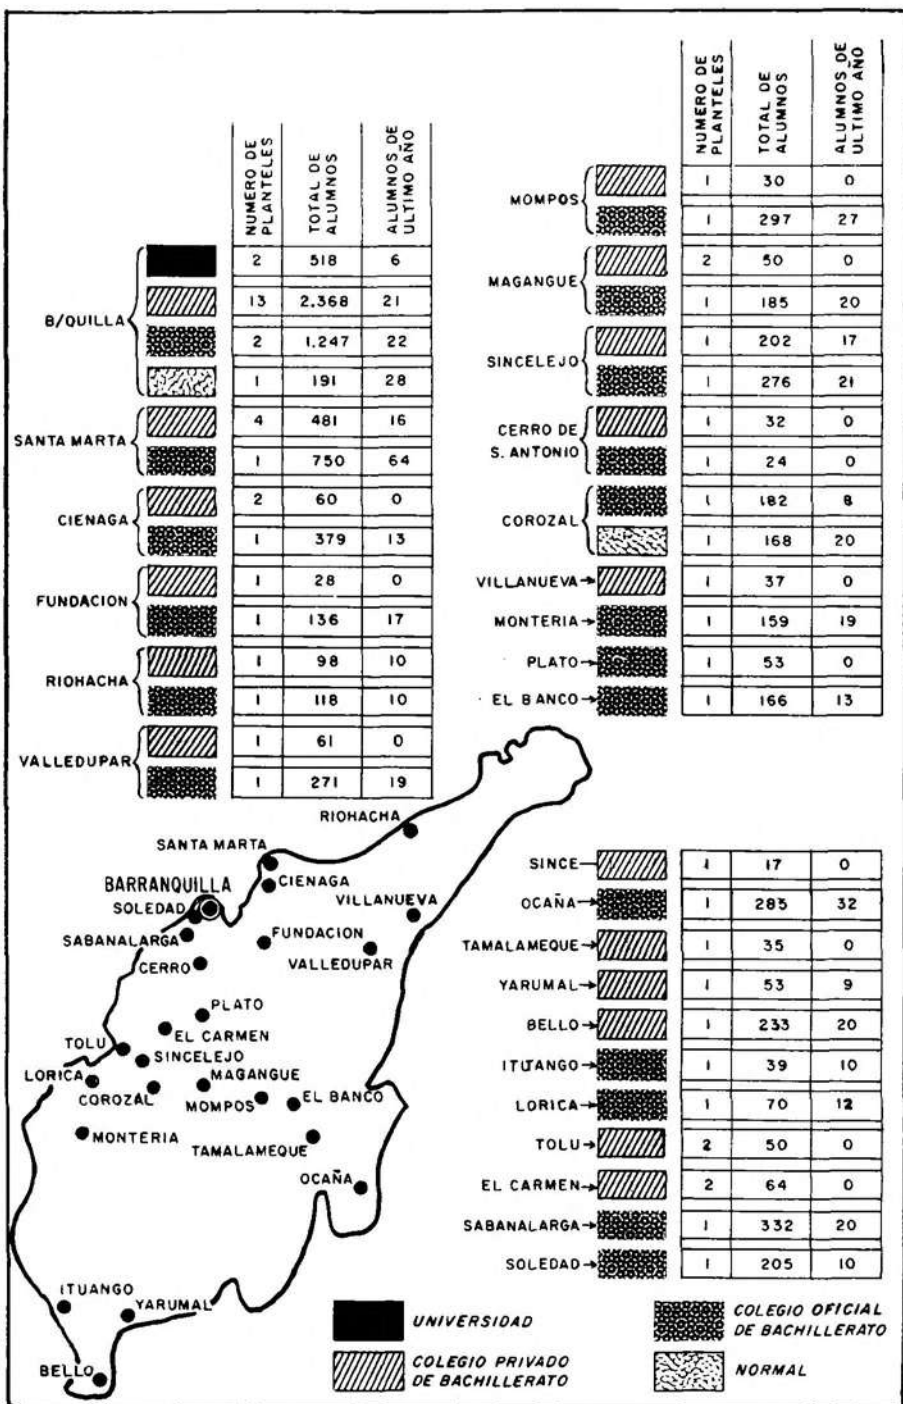 NUMERO DE PLANTELES
TOTAL DE ALUMNOS
ALUMNOS DE ULTIMO AÑO
B/QUILLA
2 518 6
13 2,368 21
2 1,247 22
1 191 28
SANTA MARTA
4 481 16
1 750 64
CIENAGA
2 60 0
1 379 13
FUNDACION
1 28 0
1 136 17
RIOHACHA
1 98 10
1 118 10
VALLEDUPAR
1 61 0
1 271 19
NUMERO DE PLANTELES
TOTAL DE ALUMNOS
ALUMNOS DE ULTIMO AÑO
MOMPOS
1 30 0
1 297 27
MAGANGUE
2 50 0
1 185 20
SINCELEJO
1 202 17
1 276 21
CERRO DE
S. ANTONIO
1 32 0
1 24 0
COROZAL
1 182 8
1 168 20
VILLANUEVA 1 37 0
MONTERIA 1 159 19
PLATO 1 53 0
EL BANCO 1 166 13
SINCE 1 17 0
OCAÑA 1 285 32
TAMALAMEQUE 1 35 0
YARUMAL 1 53 9
BELLO 1 233 20
ITUANGO 1 39 10
LORICA 1 70 12
TOLU 2 50 0
EL CARMEN 2 64 0
SABANALARGA 1 332 20
SOLEDAD 1 205 10
RIOHACHA
SANTA MARTA
CIENAGA
BARRANQUILLA
SOLEDAD
VILLANUEVA
SABANALARGA
FUNDACION
VALLEDUPAR
CERRO
PLATO
EL CARMEN
TOLU
SINCELEJO
LORICA
MAGANGUE
COROZAL
MOMPOS
EL BANCO
MONTERIA
TAMALAMEQUE
OCAÑA
ITUANGO
YARUMAL
BELLO
UNIVERSIDAD
COLEGIO PRIVADO
DE BACHILLERATO
COLEGIO OFICIAL
DE BACHILLERATO
NORMAL